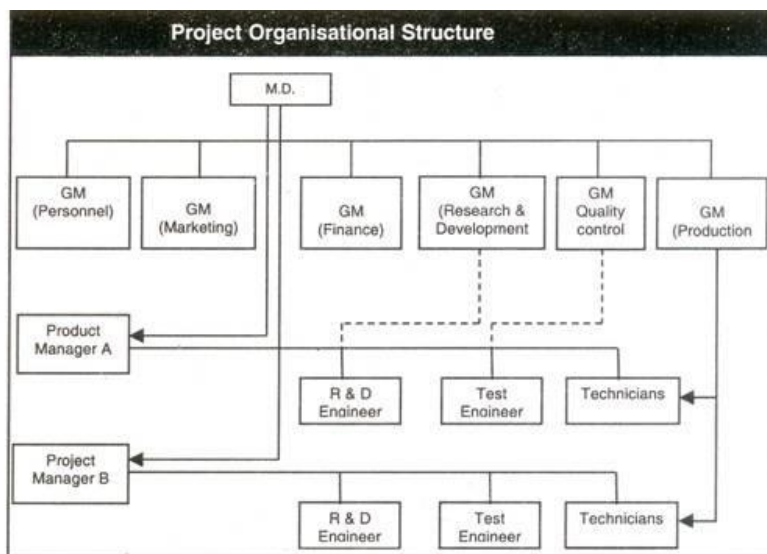 Project Organisational Structure
M.D.
GM
(Personnel)
GM
(Marketing)
GM
(Finance)
GM
(Research &
Development
GM
Quality
control
GM
(Production
Product
Manager A
R & D
Engineer
Test
Engineer
Technicians
Project
Manager B
R & D
Engineer
Test
Engineer
Technicians